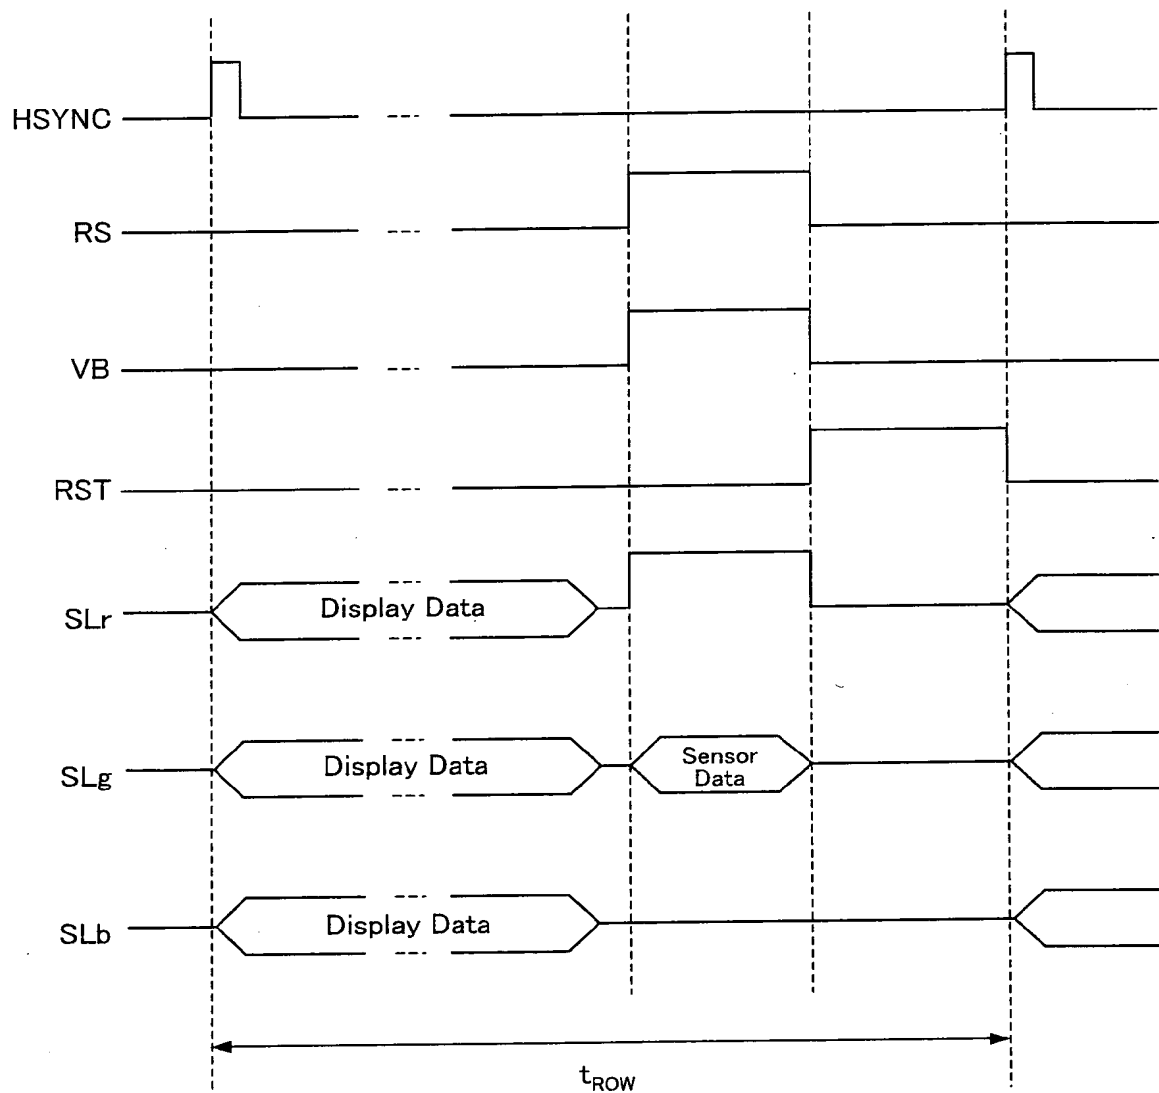 HSYNC
RS
VB
RST
SLr
Display Data
SLg
Display Data
Sensor
Data
SLb
Display Data
tROW